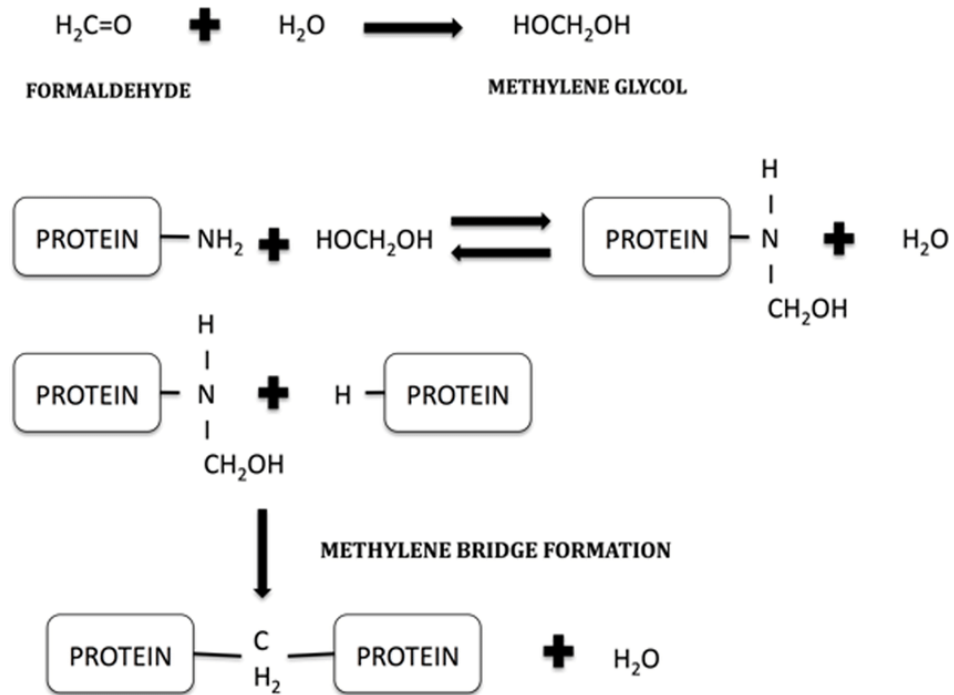 H₂C=O + H₂O HOCH₂OH
FORMALDEHYDE METHYLENE GLYCOL
H
PROTEIN – NH₂ + HOCH₂OH PROTEIN – N + H₂O
CH₂OH
H
PROTEIN – N + H – PROTEIN
CH₂OH
METHYLENE BRIDGE FORMATION
C
PROTEIN PROTEIN + H₂O
H₂